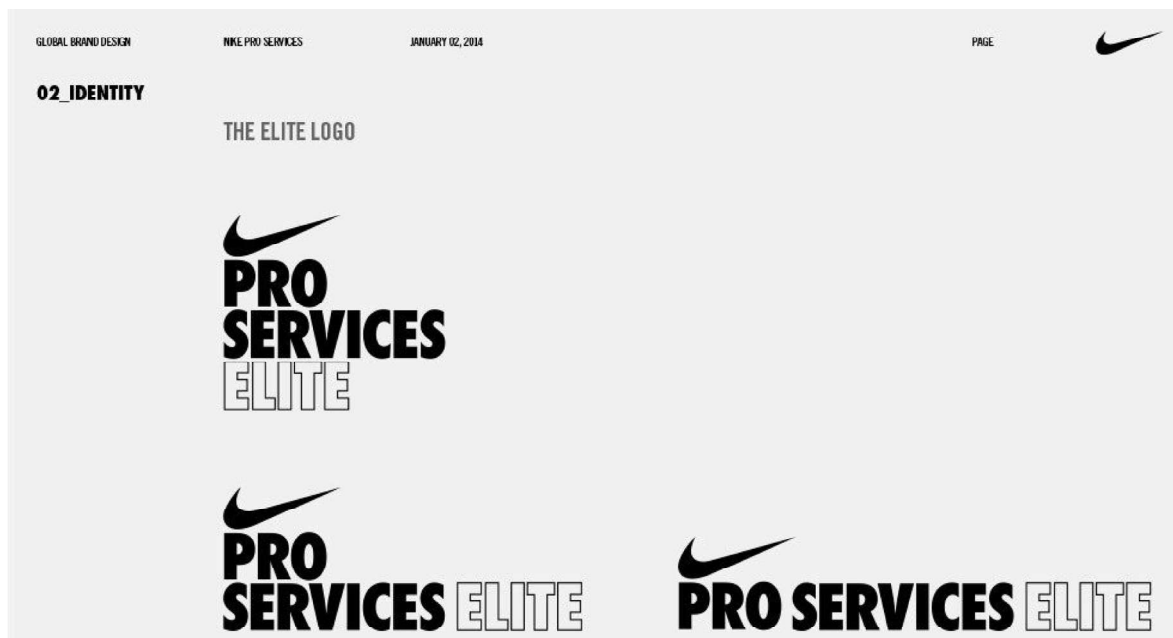 GLOBAL BRAND DESIGN NIKE PRO SERVICES JANUARY 02, 2014 PAGE
02_IDENTITY
THE ELITE LOGO
PRO
SERVICES
ELITE
PRO
SERVICES ELITE
PRO SERVICES ELITE